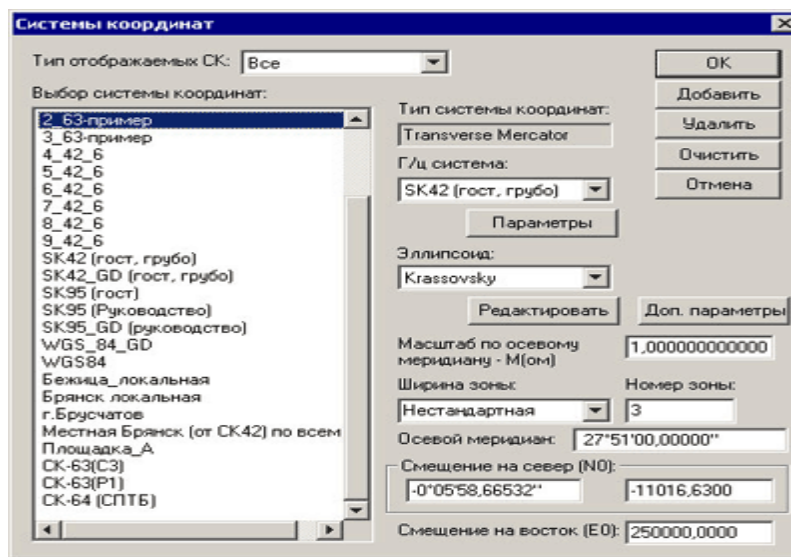 Системы координат
Тип отображаемых СК:
Все
Выбор системы координат:
2_63-пример
3_63-пример
4_42_6
5_42_6
6_42_6
7_42_6
8_42_6
9_42_6
SK42 (гост, грубо)
SK42_GD (гост, грубо)
SK95 (гост)
SK95 (Руководство)
SK95_GD (руководство)
WGS_84_GD
WGS84
Бежица_локальная
Брянск локальная
г.Брусчатов
Местная Брянск (от СК42) по всем
Площадка_А
СК-63(С3)
СК-63(Р1)
СК-64 (СПТБ)
Тип системы координат:
Transverse Mercator
Г/ц система:
SK42 (гост, грубо)
Параметры
Эллипсоид:
Krassovsky
Редактировать
Доп. параметры
Масштаб по осевому
меридиану - М(ом)
1,000000000000
Ширина зоны:
Номер зоны:
Нестандартная
3
Осевой меридиан:
27°51'00,00000''
Смещение на север (N0):
-0°05'58,66532''
-11016,6300
Смещение на восток (E0):
250000,0000
OK
Добавить
Удалить
Очистить
Отмена